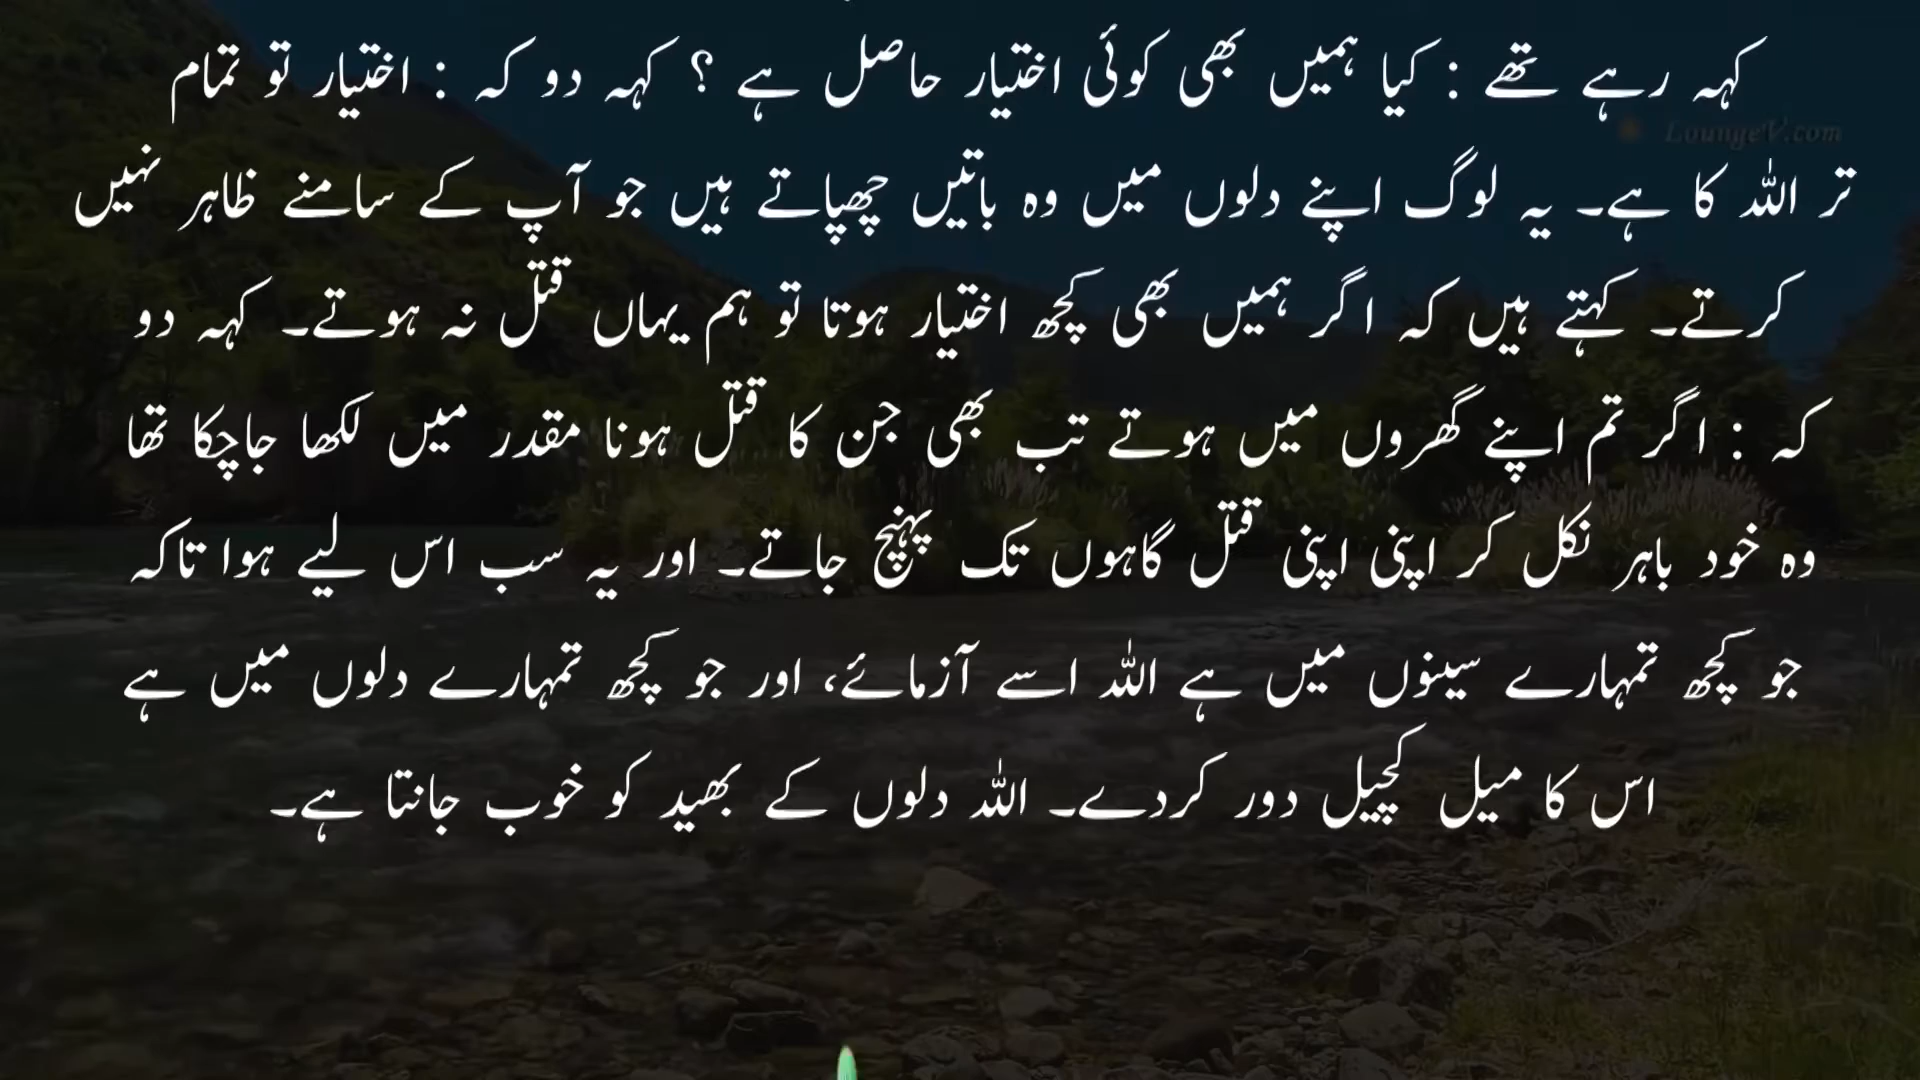 کہہ رہے تھے : کیا ہمیں بھی کوئی اختیار حاصل ہے ؟ کہہ دو کہ : اختیار تو تمام
LoungeV.com
تر اللہ کا ہے۔ یہ لوگ اپنے دلوں میں وہ باتیں چھپاتے ہیں جو آپ کے سامنے ظاہر نہیں
کرتے۔ کہتے ہیں کہ اگر ہمیں بھی کچھ اختیار ہوتا تو ہم یہاں قتل نہ ہوتے۔ کہہ دو
کہ : اگر تم اپنے گھروں میں ہوتے تب بھی جن کا قتل ہونا مقدر میں لکھا جاچکا تھا
وہ خود باہر نکل کر اپنی اپنی قتل گاہوں تک پہنچ جاتے۔ اور یہ سب اس لیے ہوا تاکہ
جو کچھ تمہارے سینوں میں ہے اللہ اسے آزمائے، اور جو کچھ تمہارے دلوں میں ہے
اس کا میل کچیل دور کردے۔ اللہ دلوں کے بھید کو خوب جانتا ہے۔